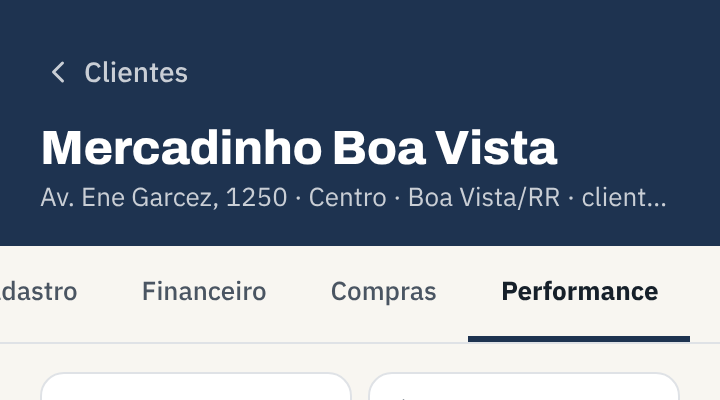 Clientes
Mercadinho Boa Vista
Av. Ene Garcez, 1250 · Centro · Boa Vista/RR · client...
dastro Financeiro Compras Performance